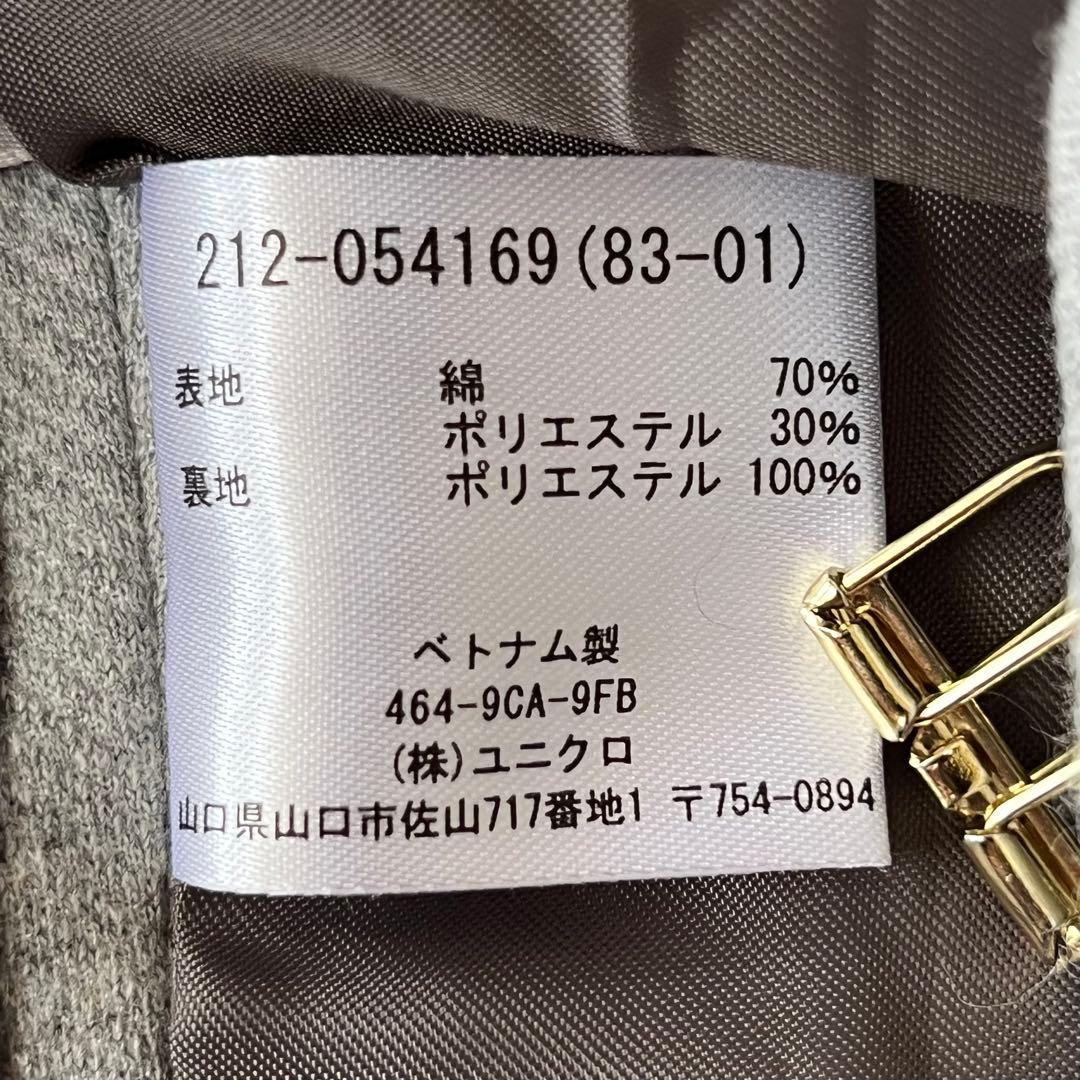 212-054169(83-01)
表地 綿 70%
ポリエステル 30%
裏地 ポリエステル 100%
ベトナム製
464-9CA-9FB
(株)ユニクロ
山口県山口市佐山717番地1 〒754-0894